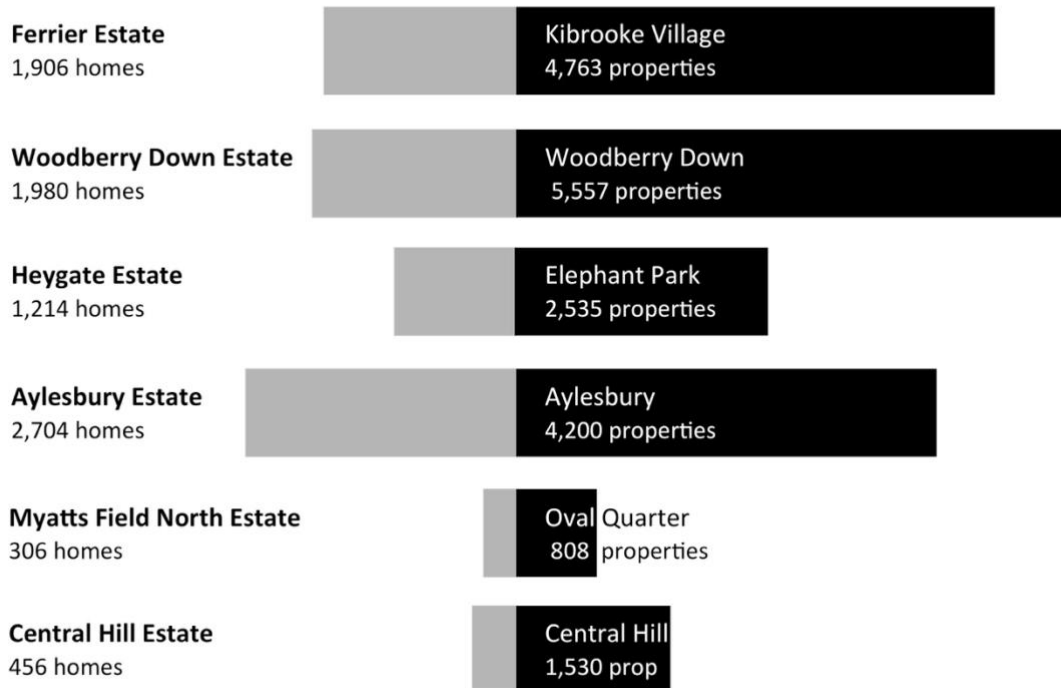 Ferrier Estate
1,906 homes
Kibrooke Village
4,763 properties
Woodberry Down Estate
1,980 homes
Woodberry Down
5,557 properties
Heygate Estate
1,214 homes
Elephant Park
2,535 properties
Aylesbury Estate
2,704 homes
Aylesbury
4,200 properties
Myatts Field North Estate
306 homes
Oval Quarter
808 properties
Central Hill Estate
456 homes
Central Hill
1,530 prop